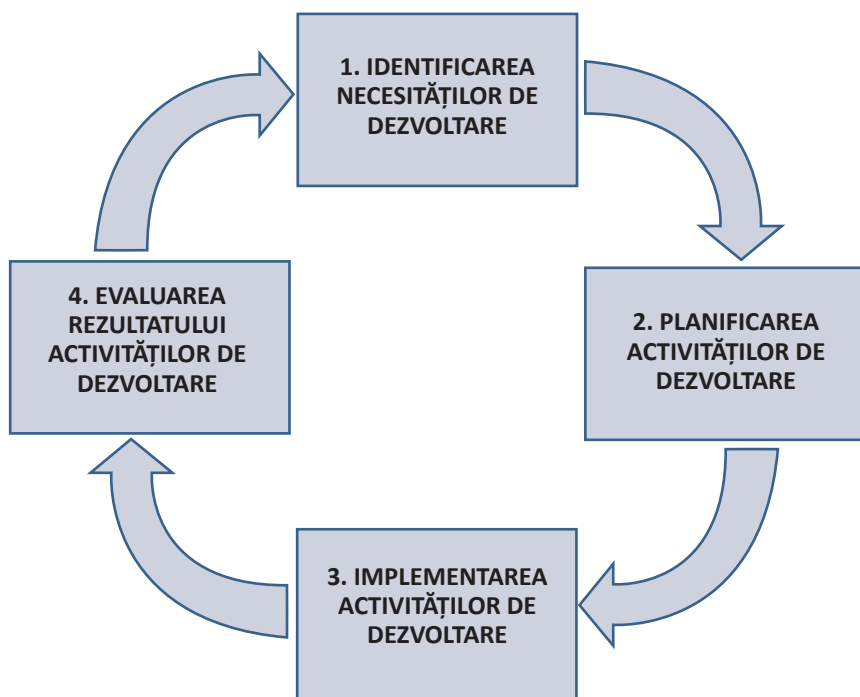 1. IDENTIFICAREA
NECESITĂȚILOR DE
DEZVOLTARE
2. PLANIFICAREA
ACTIVITĂȚILOR DE
DEZVOLTARE
3. IMPLEMENTAREA
ACTIVITĂȚILOR DE
DEZVOLTARE
4. EVALUAREA
REZULTATULUI
ACTIVITĂȚILOR DE
DEZVOLTARE